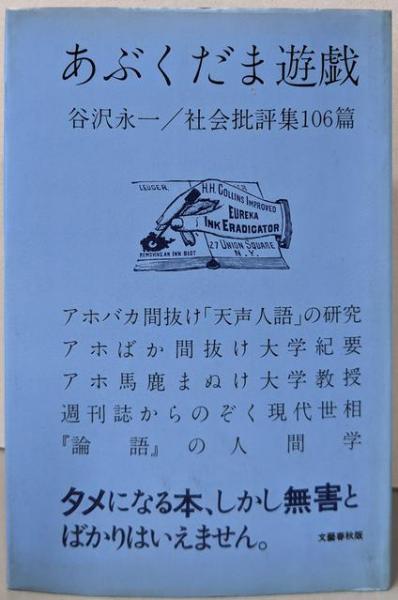 あぶくだま遊戯
谷沢永一／社会批評集106篇
LEDGER.
H.H. COLLINS IMPROVED
EUREKA
INK ERADICATOR
REMOVING AN INK BLOT
27 UNION SQUARE
N.Y.
アホバカ間抜け「天声人語」の研究
アホばか間抜け大学紀要
アホ馬鹿まぬけ大学教授
週刊誌からのぞく現代世相
『論語』の人間学
タメになる本、しかし無害と
ばかりはいえません。
文藝春秋版